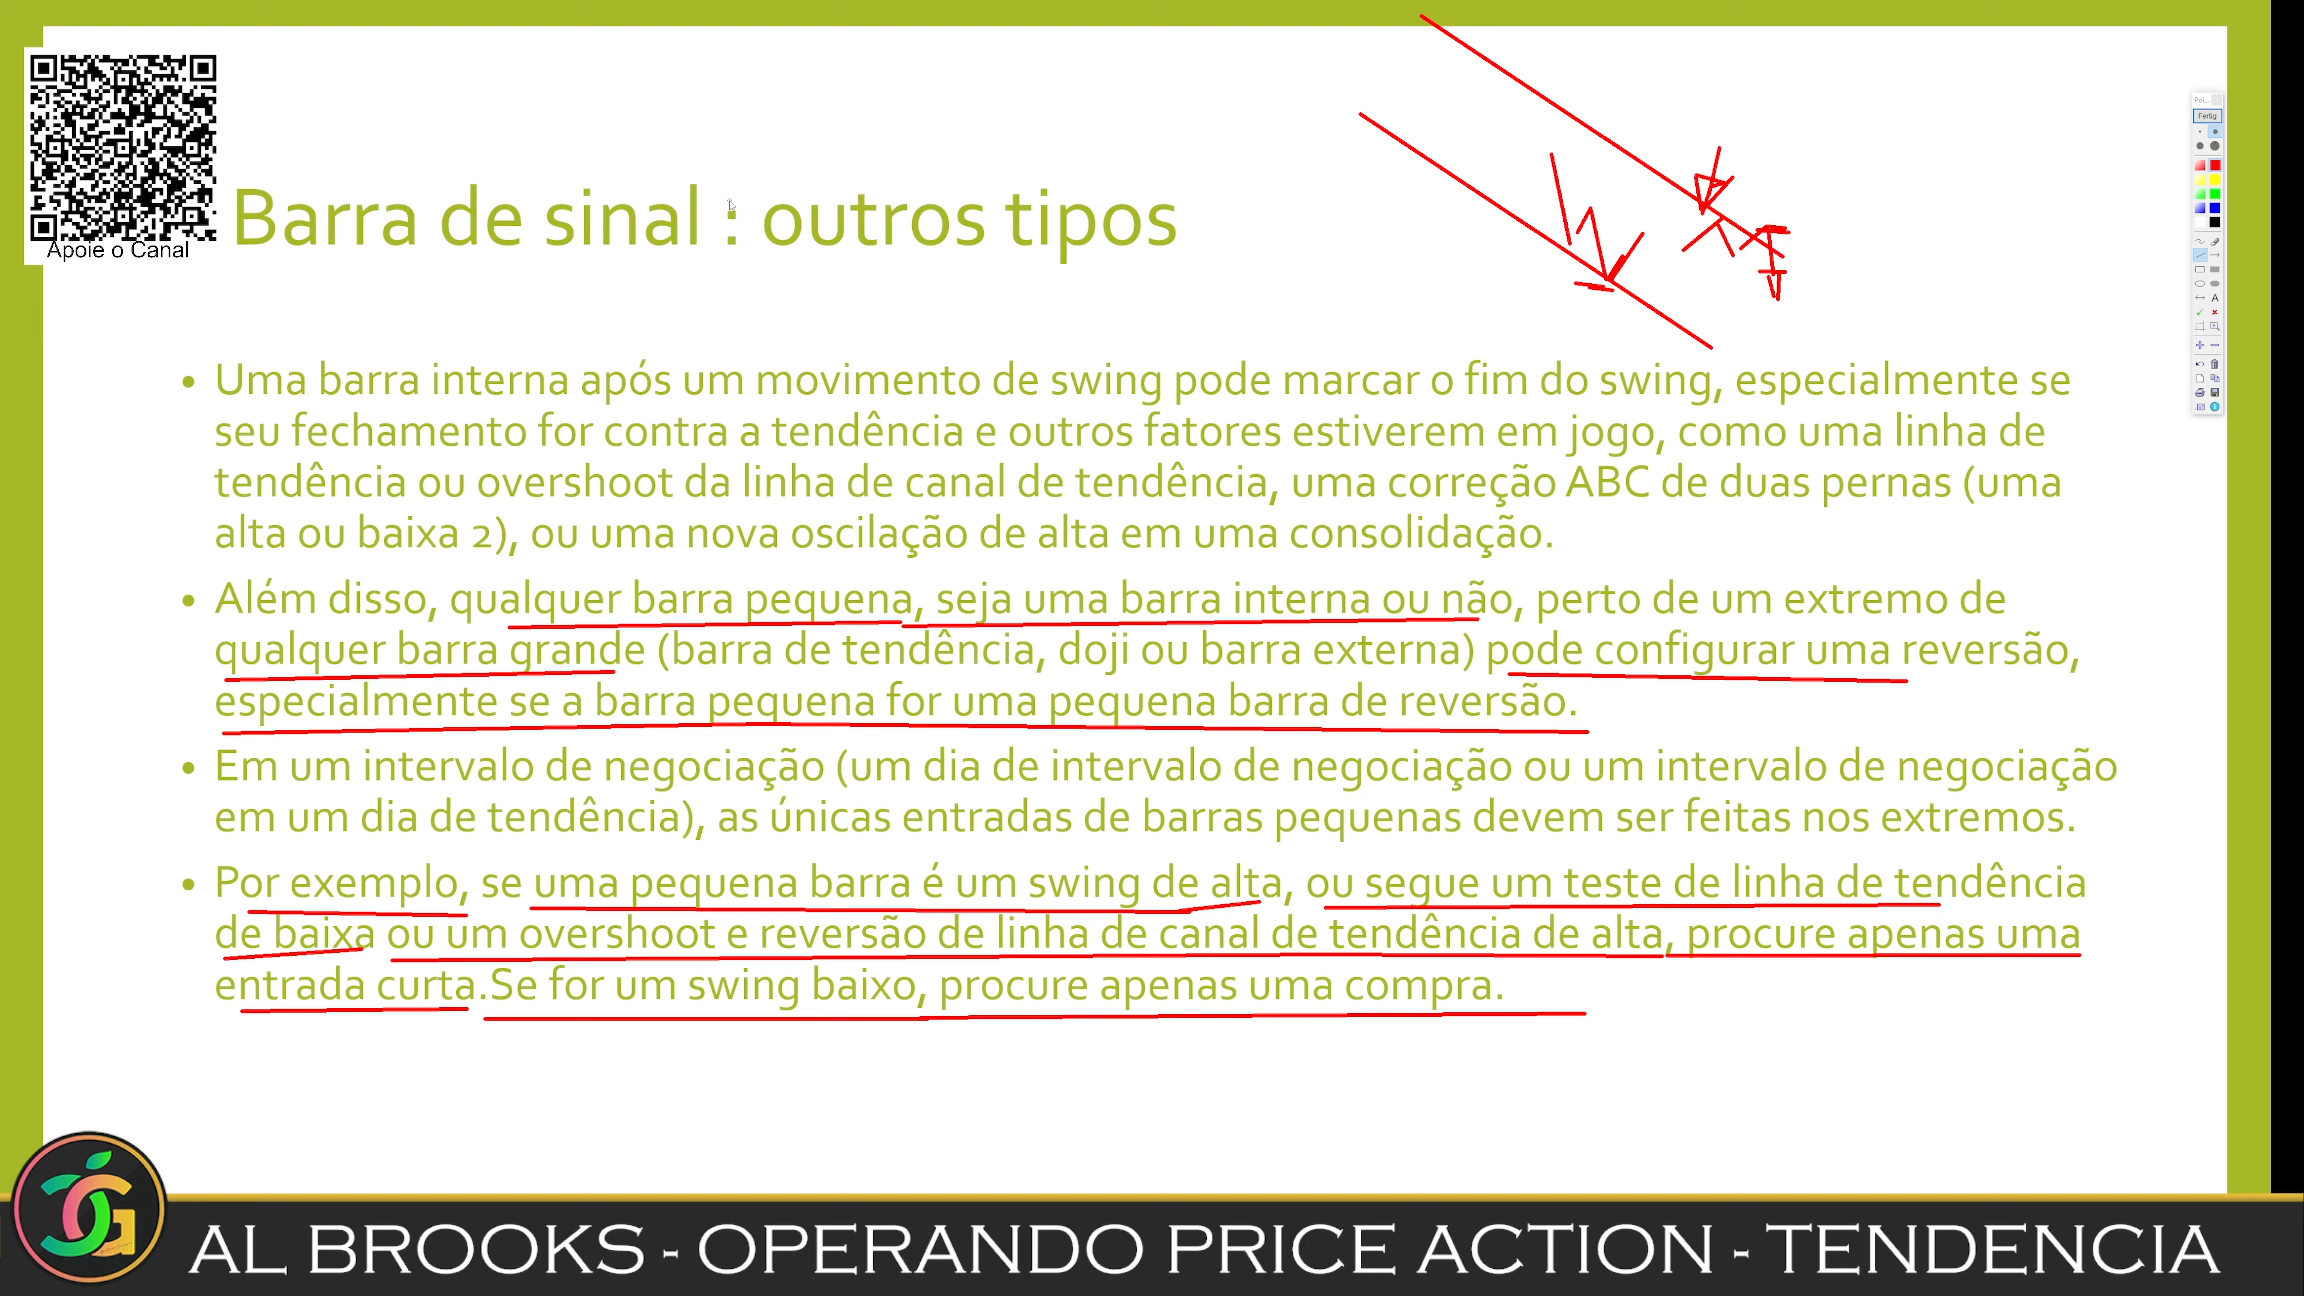 Apoie o Canal
Barra de sinal : outros tipos
• Uma barra interna após um movimento de swing pode marcar o fim do swing, especialmente se
seu fechamento for contra a tendência e outros fatores estiverem em jogo, como uma linha de
tendência ou overshoot da linha de canal de tendência, uma correção ABC de duas pernas (uma
alta ou baixa 2), ou uma nova oscilação de alta em uma consolidação.
• Além disso, qualquer barra pequena, seja uma barra interna ou não, perto de um extremo de
qualquer barra grande (barra de tendência, doji ou barra externa) pode configurar uma reversão,
especialmente se a barra pequena for uma pequena barra de reversão.
• Em um intervalo de negociação (um dia de intervalo de negociação ou um intervalo de negociação
em um dia de tendência), as únicas entradas de barras pequenas devem ser feitas nos extremos.
• Por exemplo, se uma pequena barra é um swing de alta, ou segue um teste de linha de tendência
de baixa ou um overshoot e reversão de linha de canal de tendência de alta, procure apenas uma
entrada curta.Se for um swing baixo, procure apenas uma compra.
Poi...
Fertig
A
AL BROOKS - OPERANDO PRICE ACTION - TENDENCIA